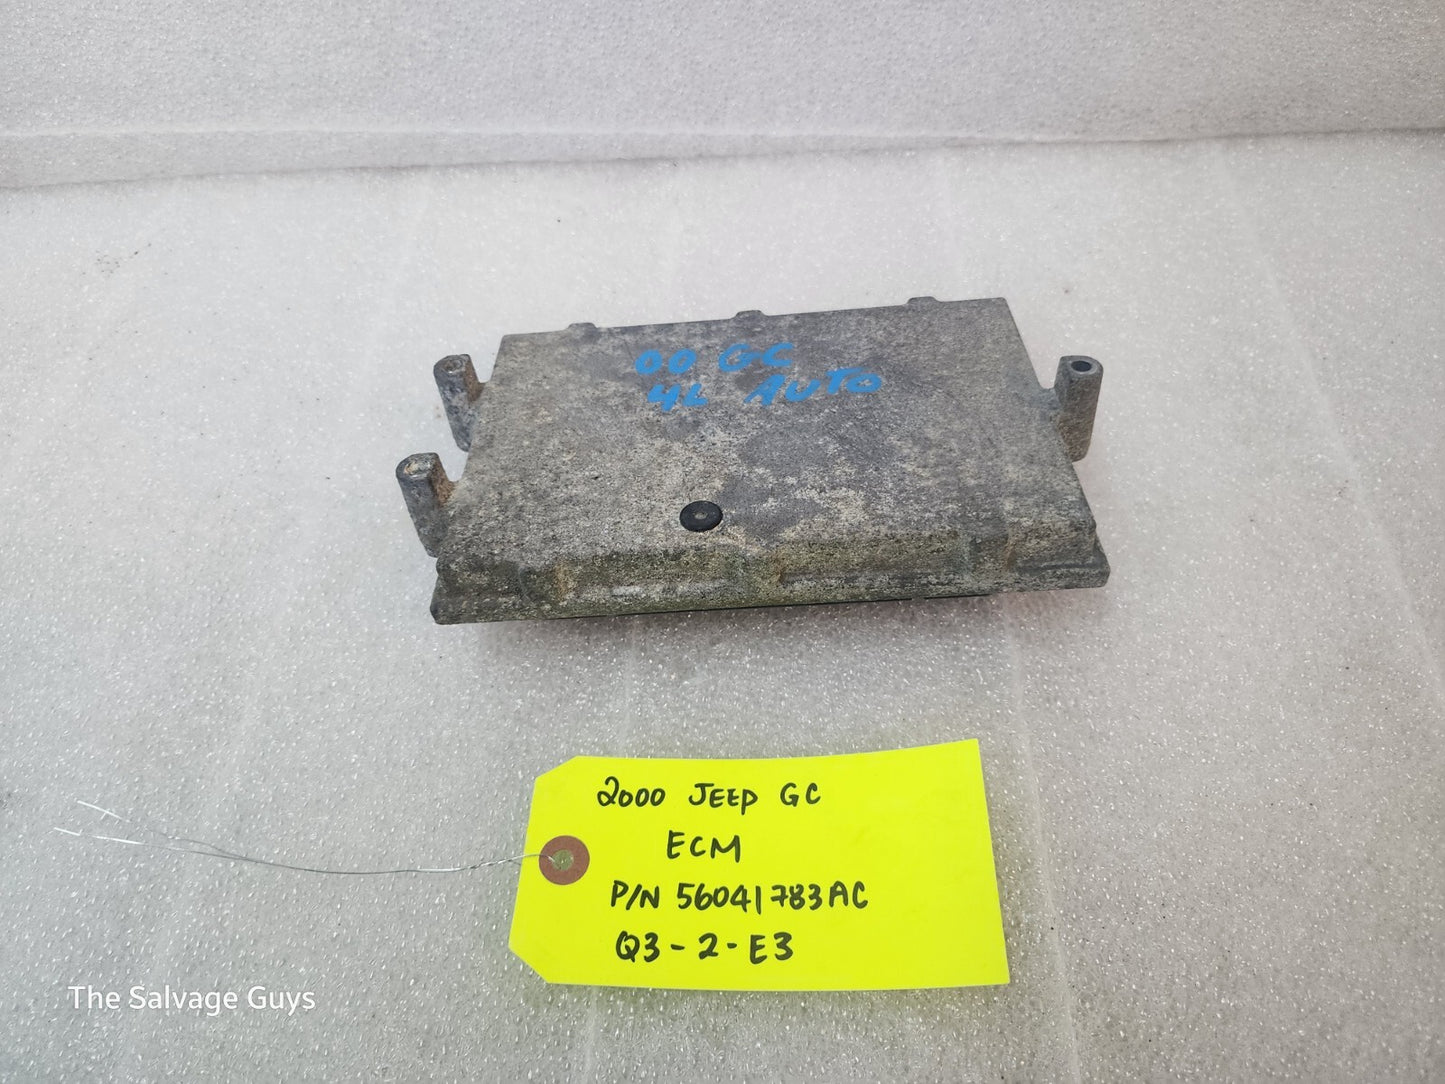 00 GC
4L AUTO
2000 JEEP GC
ECM
P/N 56041783AC
Q3-2-E3
The Salvage Guys